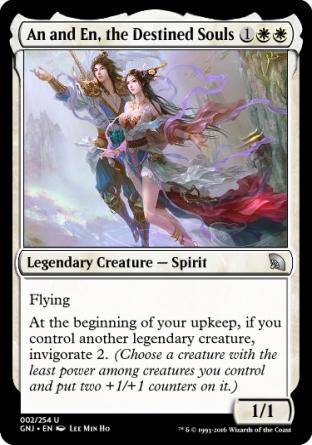 An and En, the Destined Souls 1
Legendary Creature — Spirit
Flying
At the beginning of your upkeep, if you
control another legendary creature,
invigorate 2. (Choose a creature with the
least power among creatures you control
and put two +1/+1 counters on it.)
1/1
002/254 U
GNJ • EN Lee Min Ho
™ & © 1993-2016 Wizards of the Coast